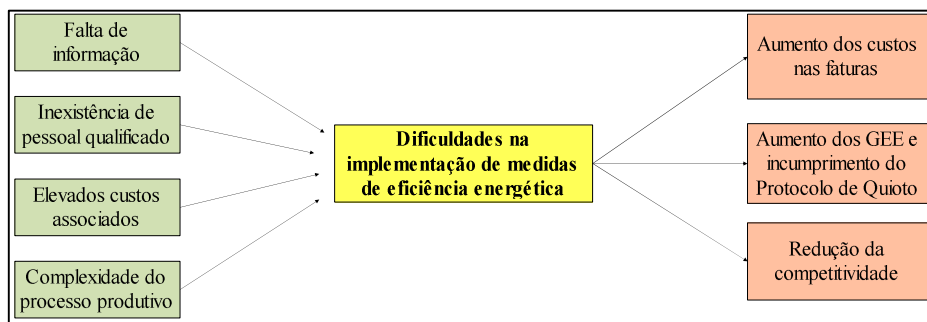 Falta de
informação
Inexistência de
pessoal qualificado
Elevados custos
associados
Complexidade do
processo produtivo
Dificuldades na
implementação de medidas
de eficiência energética
Aumento dos custos
nas faturas
Aumento dos GEE e
incumprimento do
Protocolo de Quioto
Redução da
competitividade